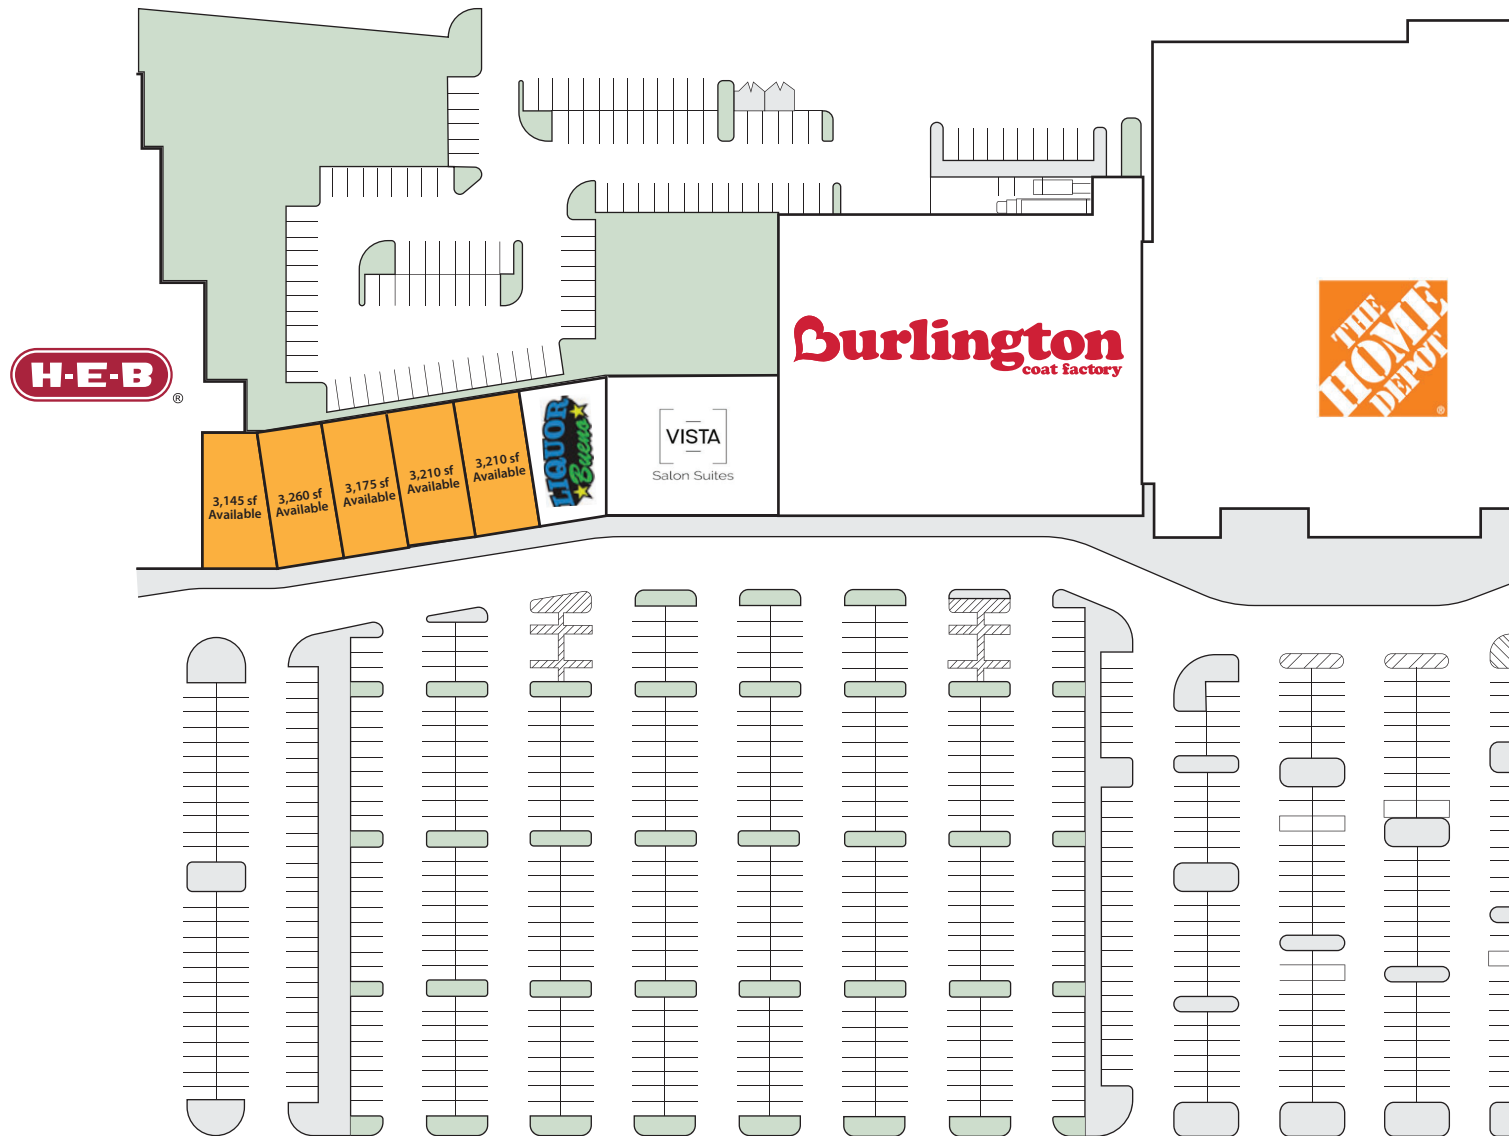 H-E-B
®
3,145 sf
Available
3,260 sf
Available
3,175 sf
Available
3,210 sf
Available
3,210 sf
Available
LIQUOR
Bueno
VISTA
Salon Suites
Burlington
coat factory
THE
HOME
DEPOT
®